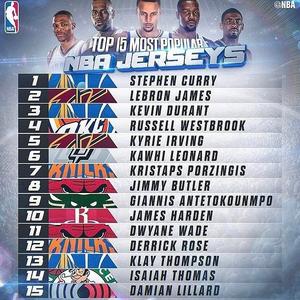 NBA
@NBA
TOP 15 MOST POPULAR
NBA JERSEYS
1 STEPHEN CURRY
2 LEBRON JAMES
3 KEVIN DURANT
4 RUSSELL WESTBROOK
5 KYRIE IRVING
6 KAWHI LEONARD
7 KRISTAPS PORZINGIS
8 JIMMY BUTLER
9 GIANNIS ANTETOKOUNMPO
10 JAMES HARDEN
11 DWYANE WADE
12 DERRICK ROSE
13 KLAY THOMPSON
14 ISAIAH THOMAS
15 DAMIAN LILLARD